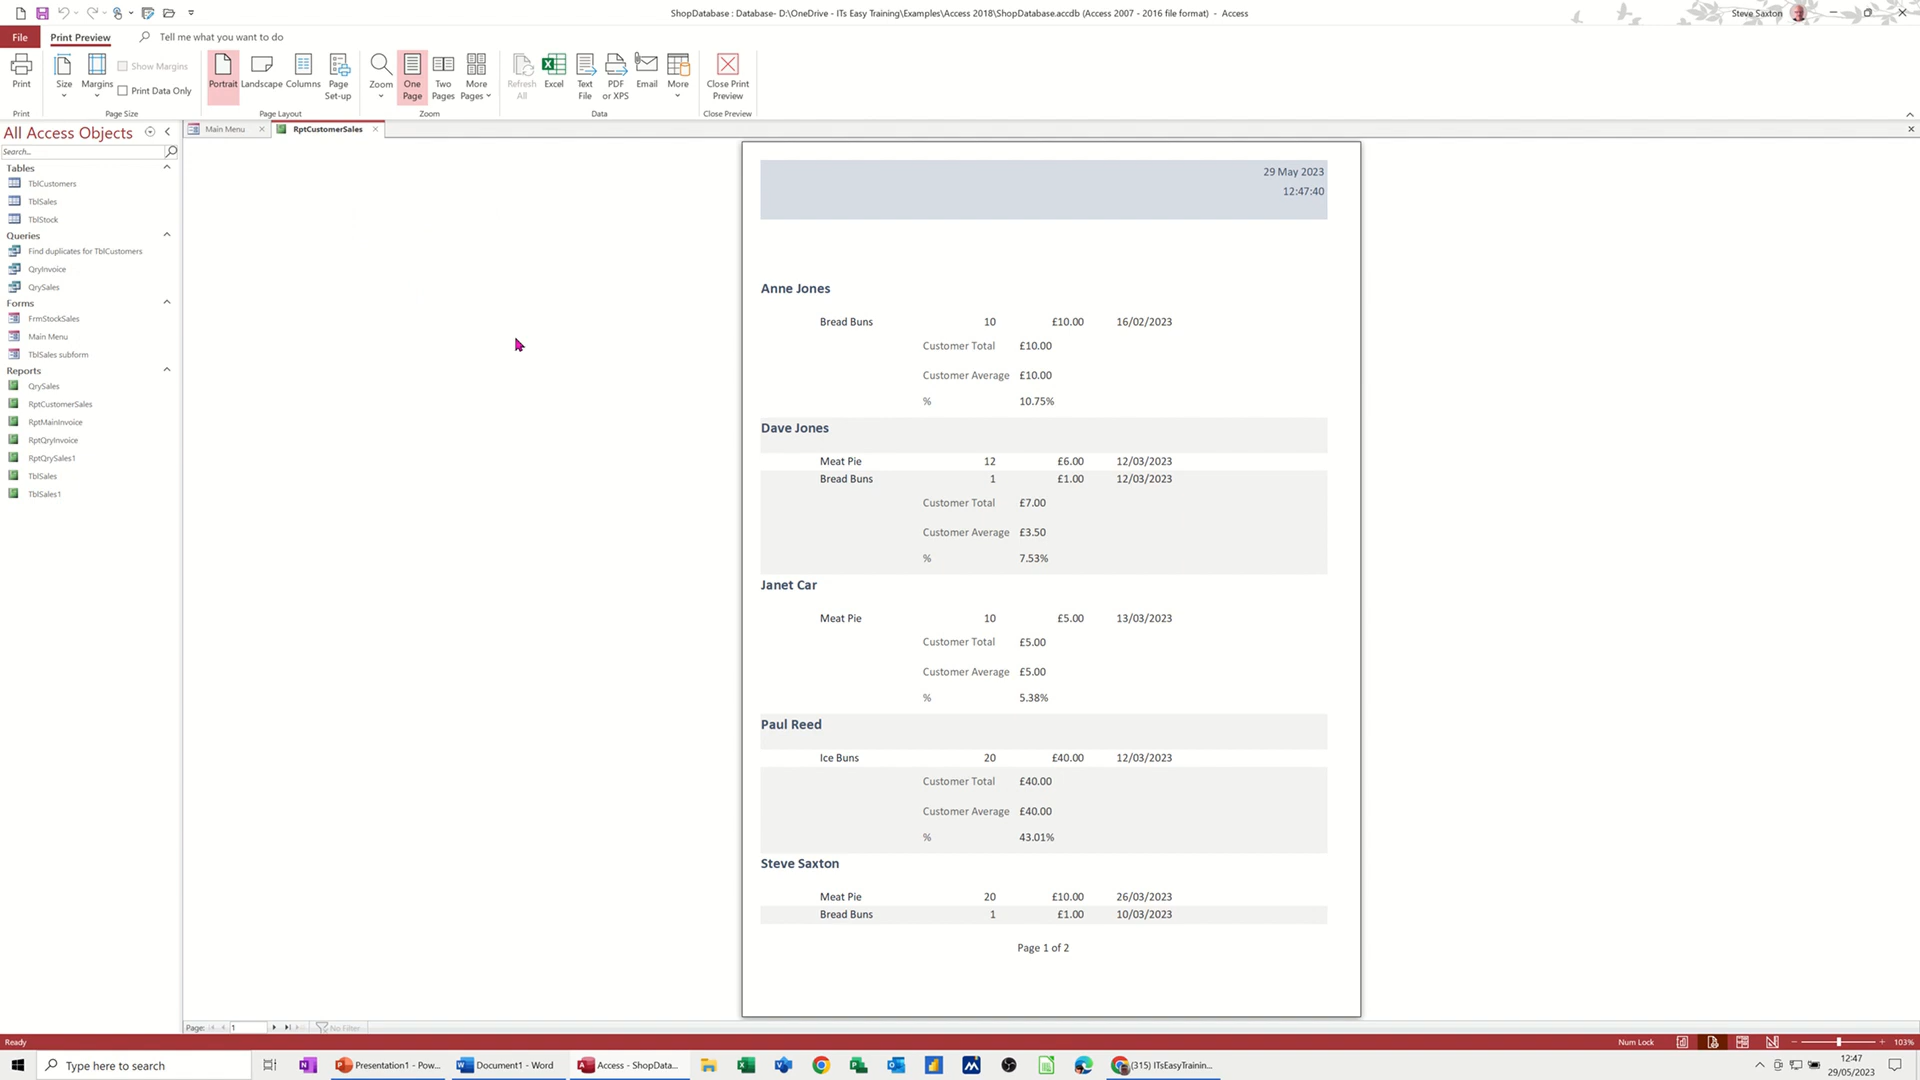 ShopDatabase : Database- D:\OneDrive - ITs Easy Training\Examples\Access 2018\ShopDatabase.accdb (Access 2007 - 2016 file format) - Access
Steve Saxton
File
Print Preview
Tell me what you want to do
Print
Size
Margins
Show Margins
Print Data Only
Portrait
Landscape
Columns
Page Set-up
Zoom
One Page
Two Pages
More Pages
Refresh All
Excel
Text File
PDF or XPS
Email
More
Close Print Preview
Print
Page Size
Page Layout
Zoom
Data
Close Preview
All Access Objects
Main Menu
RptCustomerSales
Search...
Tables
TblCustomers
TblSales
TblStock
Queries
Find duplicates for TblCustomers
QryInvoice
QrySales
Forms
FrmStockSales
Main Menu
TblSales subform
Reports
QrySales
RptCustomerSales
RptMainInvoice
RptQryInvoice
RptQrySales1
TblSales
TblSales1
29 May 2023
12:47:40
Anne Jones
Bread Buns 10 £10.00 16/02/2023
Customer Total £10.00
Customer Average £10.00
% 10.75%
Dave Jones
Meat Pie 12 £6.00 12/03/2023
Bread Buns 1 £1.00 12/03/2023
Customer Total £7.00
Customer Average £3.50
% 7.53%
Janet Car
Meat Pie 10 £5.00 13/03/2023
Customer Total £5.00
Customer Average £5.00
% 5.38%
Paul Reed
Ice Buns 20 £40.00 12/03/2023
Customer Total £40.00
Customer Average £40.00
% 43.01%
Steve Saxton
Meat Pie 20 £10.00 26/03/2023
Bread Buns 1 £1.00 10/03/2023
Page 1 of 2
Page: 1
No Filter
Ready
Num Lock
103%
Type here to search
Presentation1 - Pow...
Document1 - Word
Access - ShopData...
(315) ITsEasyTrainin...
12:47
29/05/2023